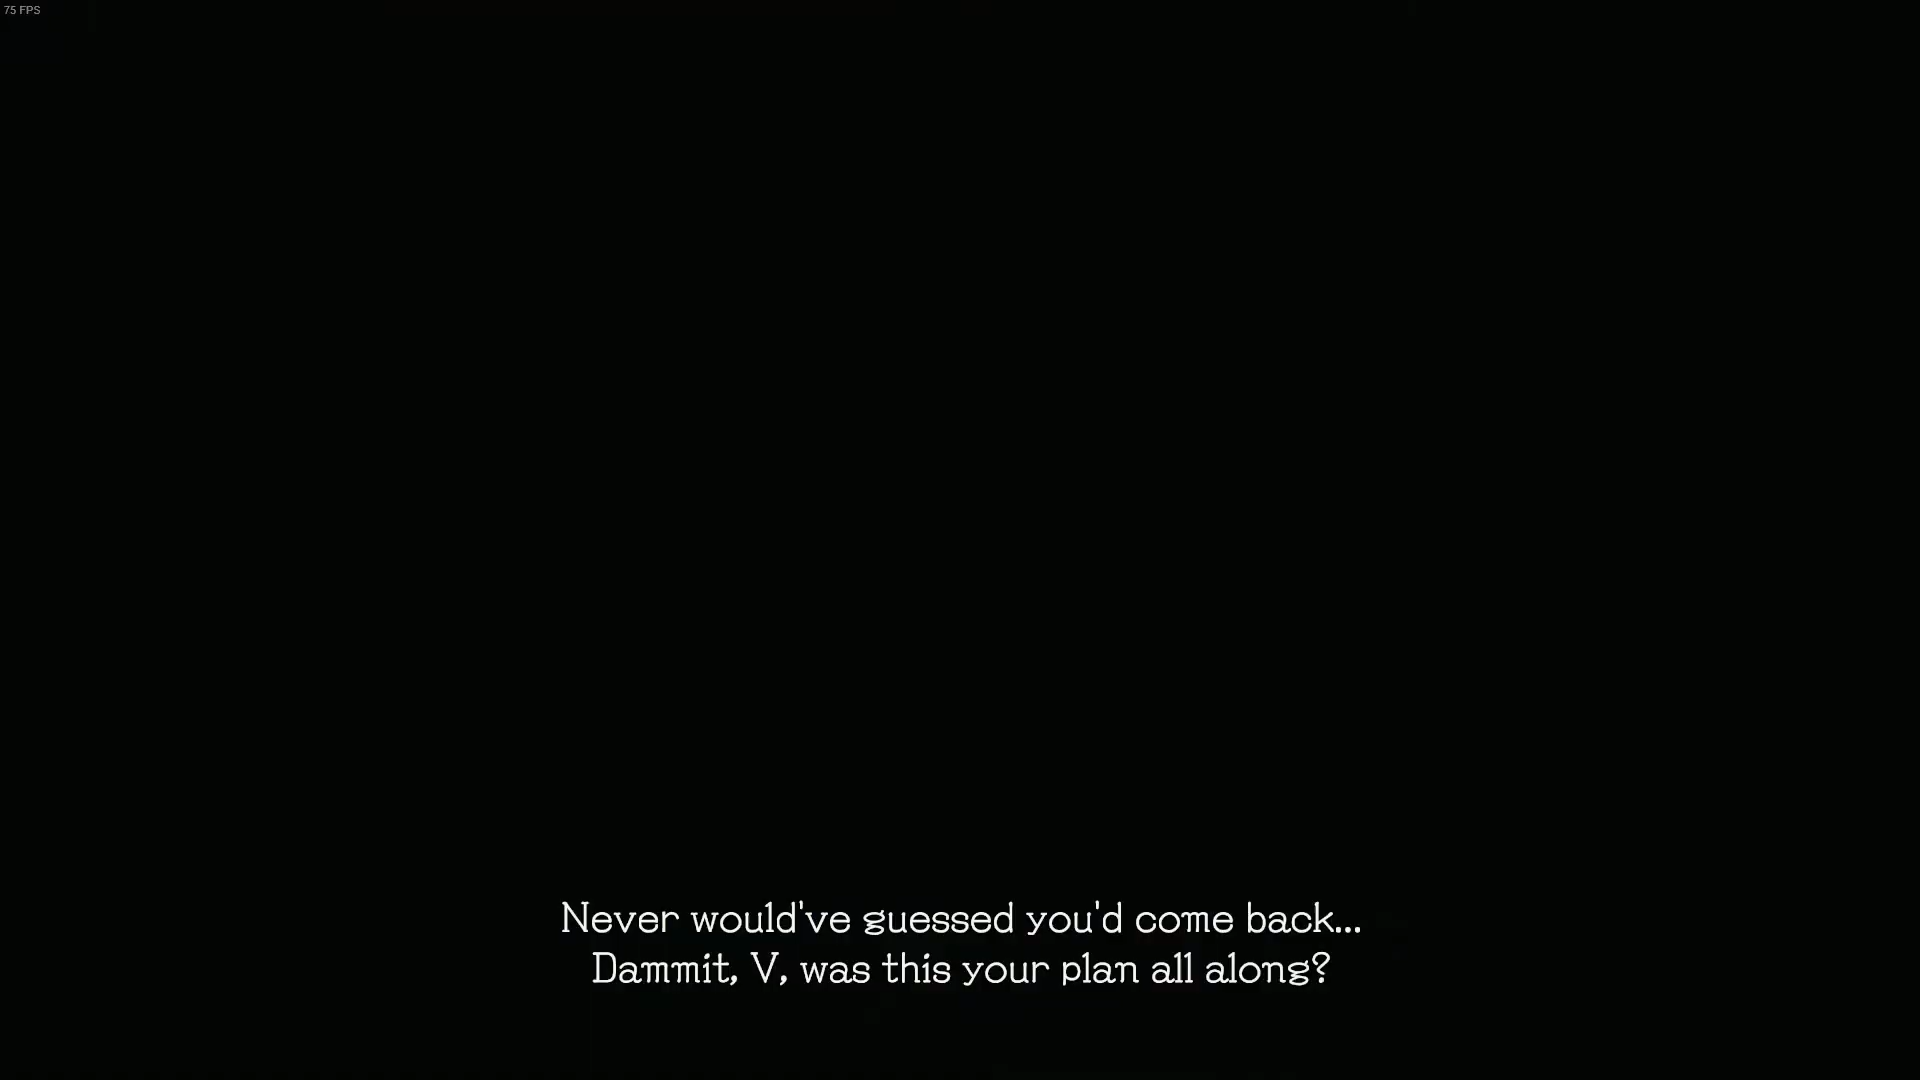 75 FPS
Never would've guessed you'd come back...
Dammit, V, was this your plan all along?